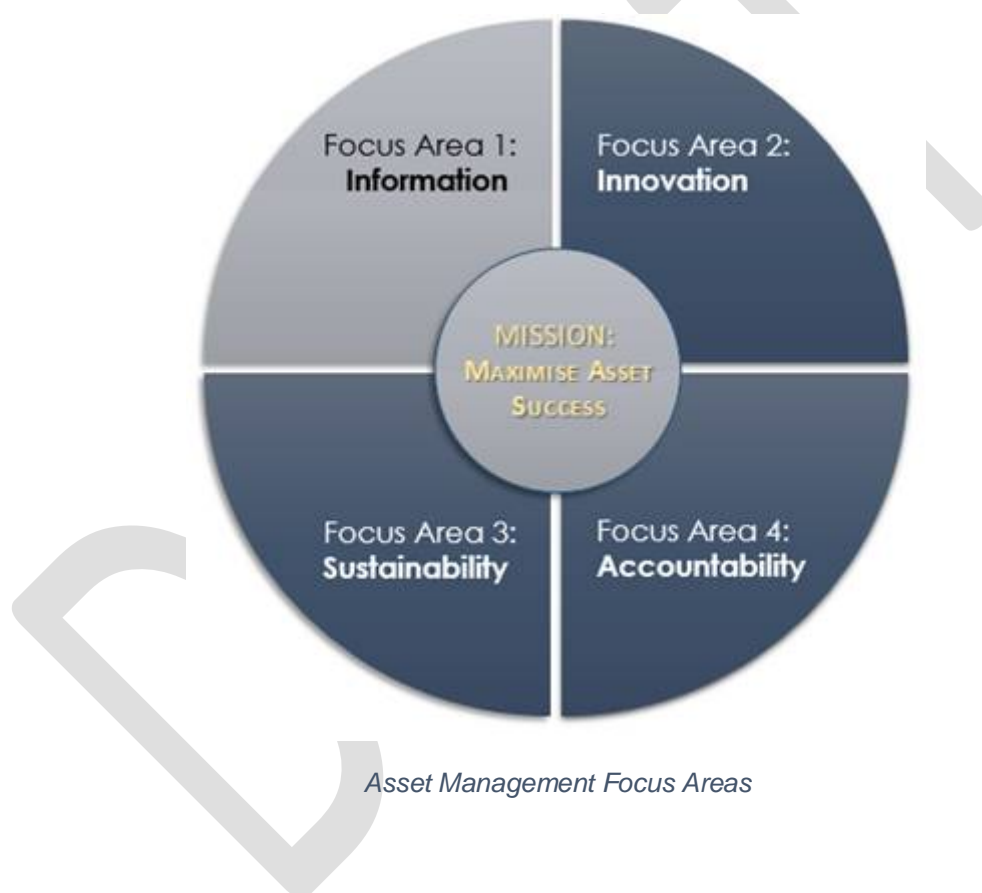 Focus Area 1:
Information
Focus Area 2:
Innovation
MISSION:
MAXIMISE ASSET
SUCCESS
Focus Area 3:
Sustainability
Focus Area 4:
Accountability
Asset Management Focus Areas